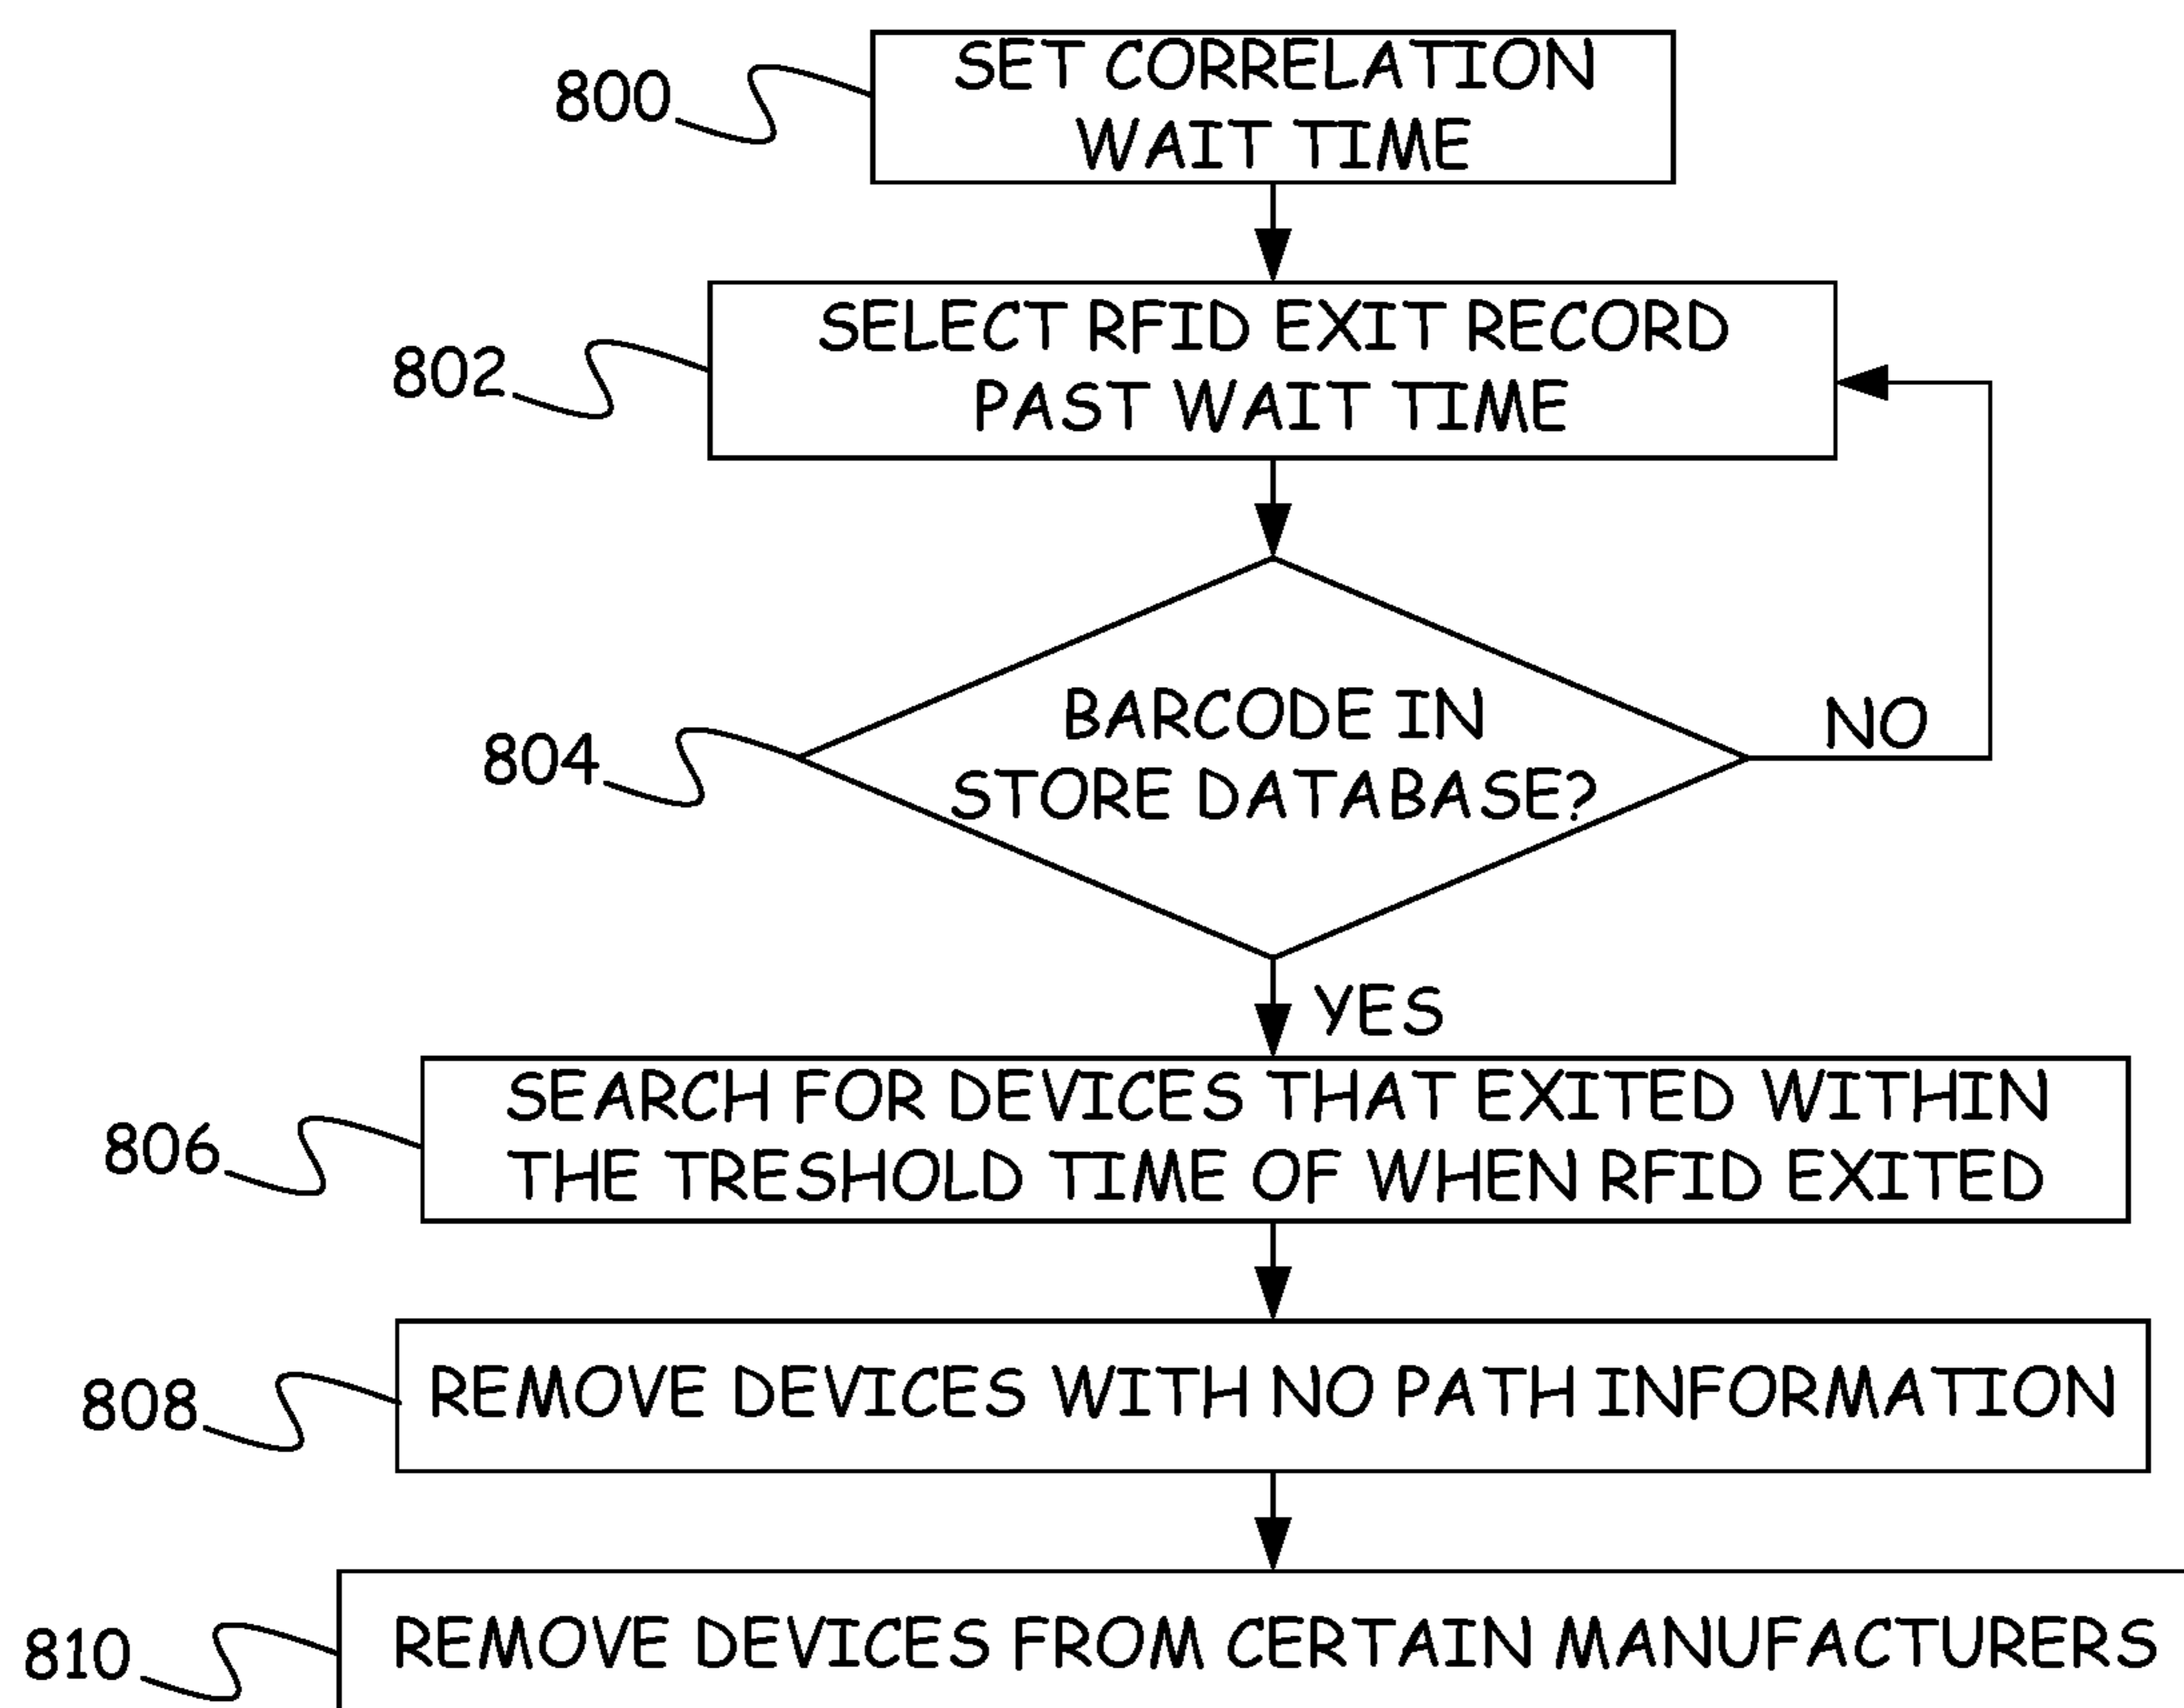 800
SET CORRELATION
WAIT TIME
802
SELECT RFID EXIT RECORD
PAST WAIT TIME
804
BARCODE IN
STORE DATABASE?
NO
YES
806
SEARCH FOR DEVICES THAT EXITED WITHIN
THE TRESHOLD TIME OF WHEN RFID EXITED
808
REMOVE DEVICES WITH NO PATH INFORMATION
810
REMOVE DEVICES FROM CERTAIN MANUFACTURERS